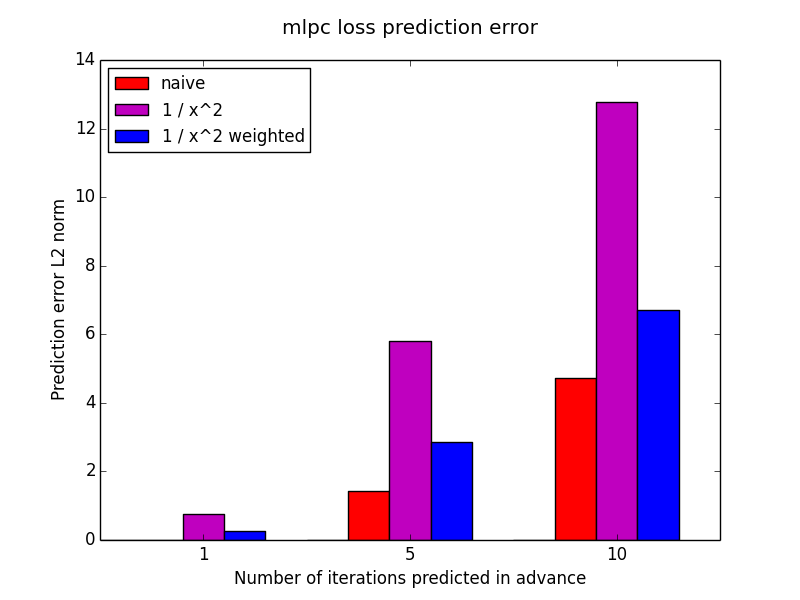 mlpc loss prediction error
naive
1 / x^2
1 / x^2 weighted
Prediction error L2 norm
14
12
10
8
6
4
2
0
1 5 10
Number of iterations predicted in advance